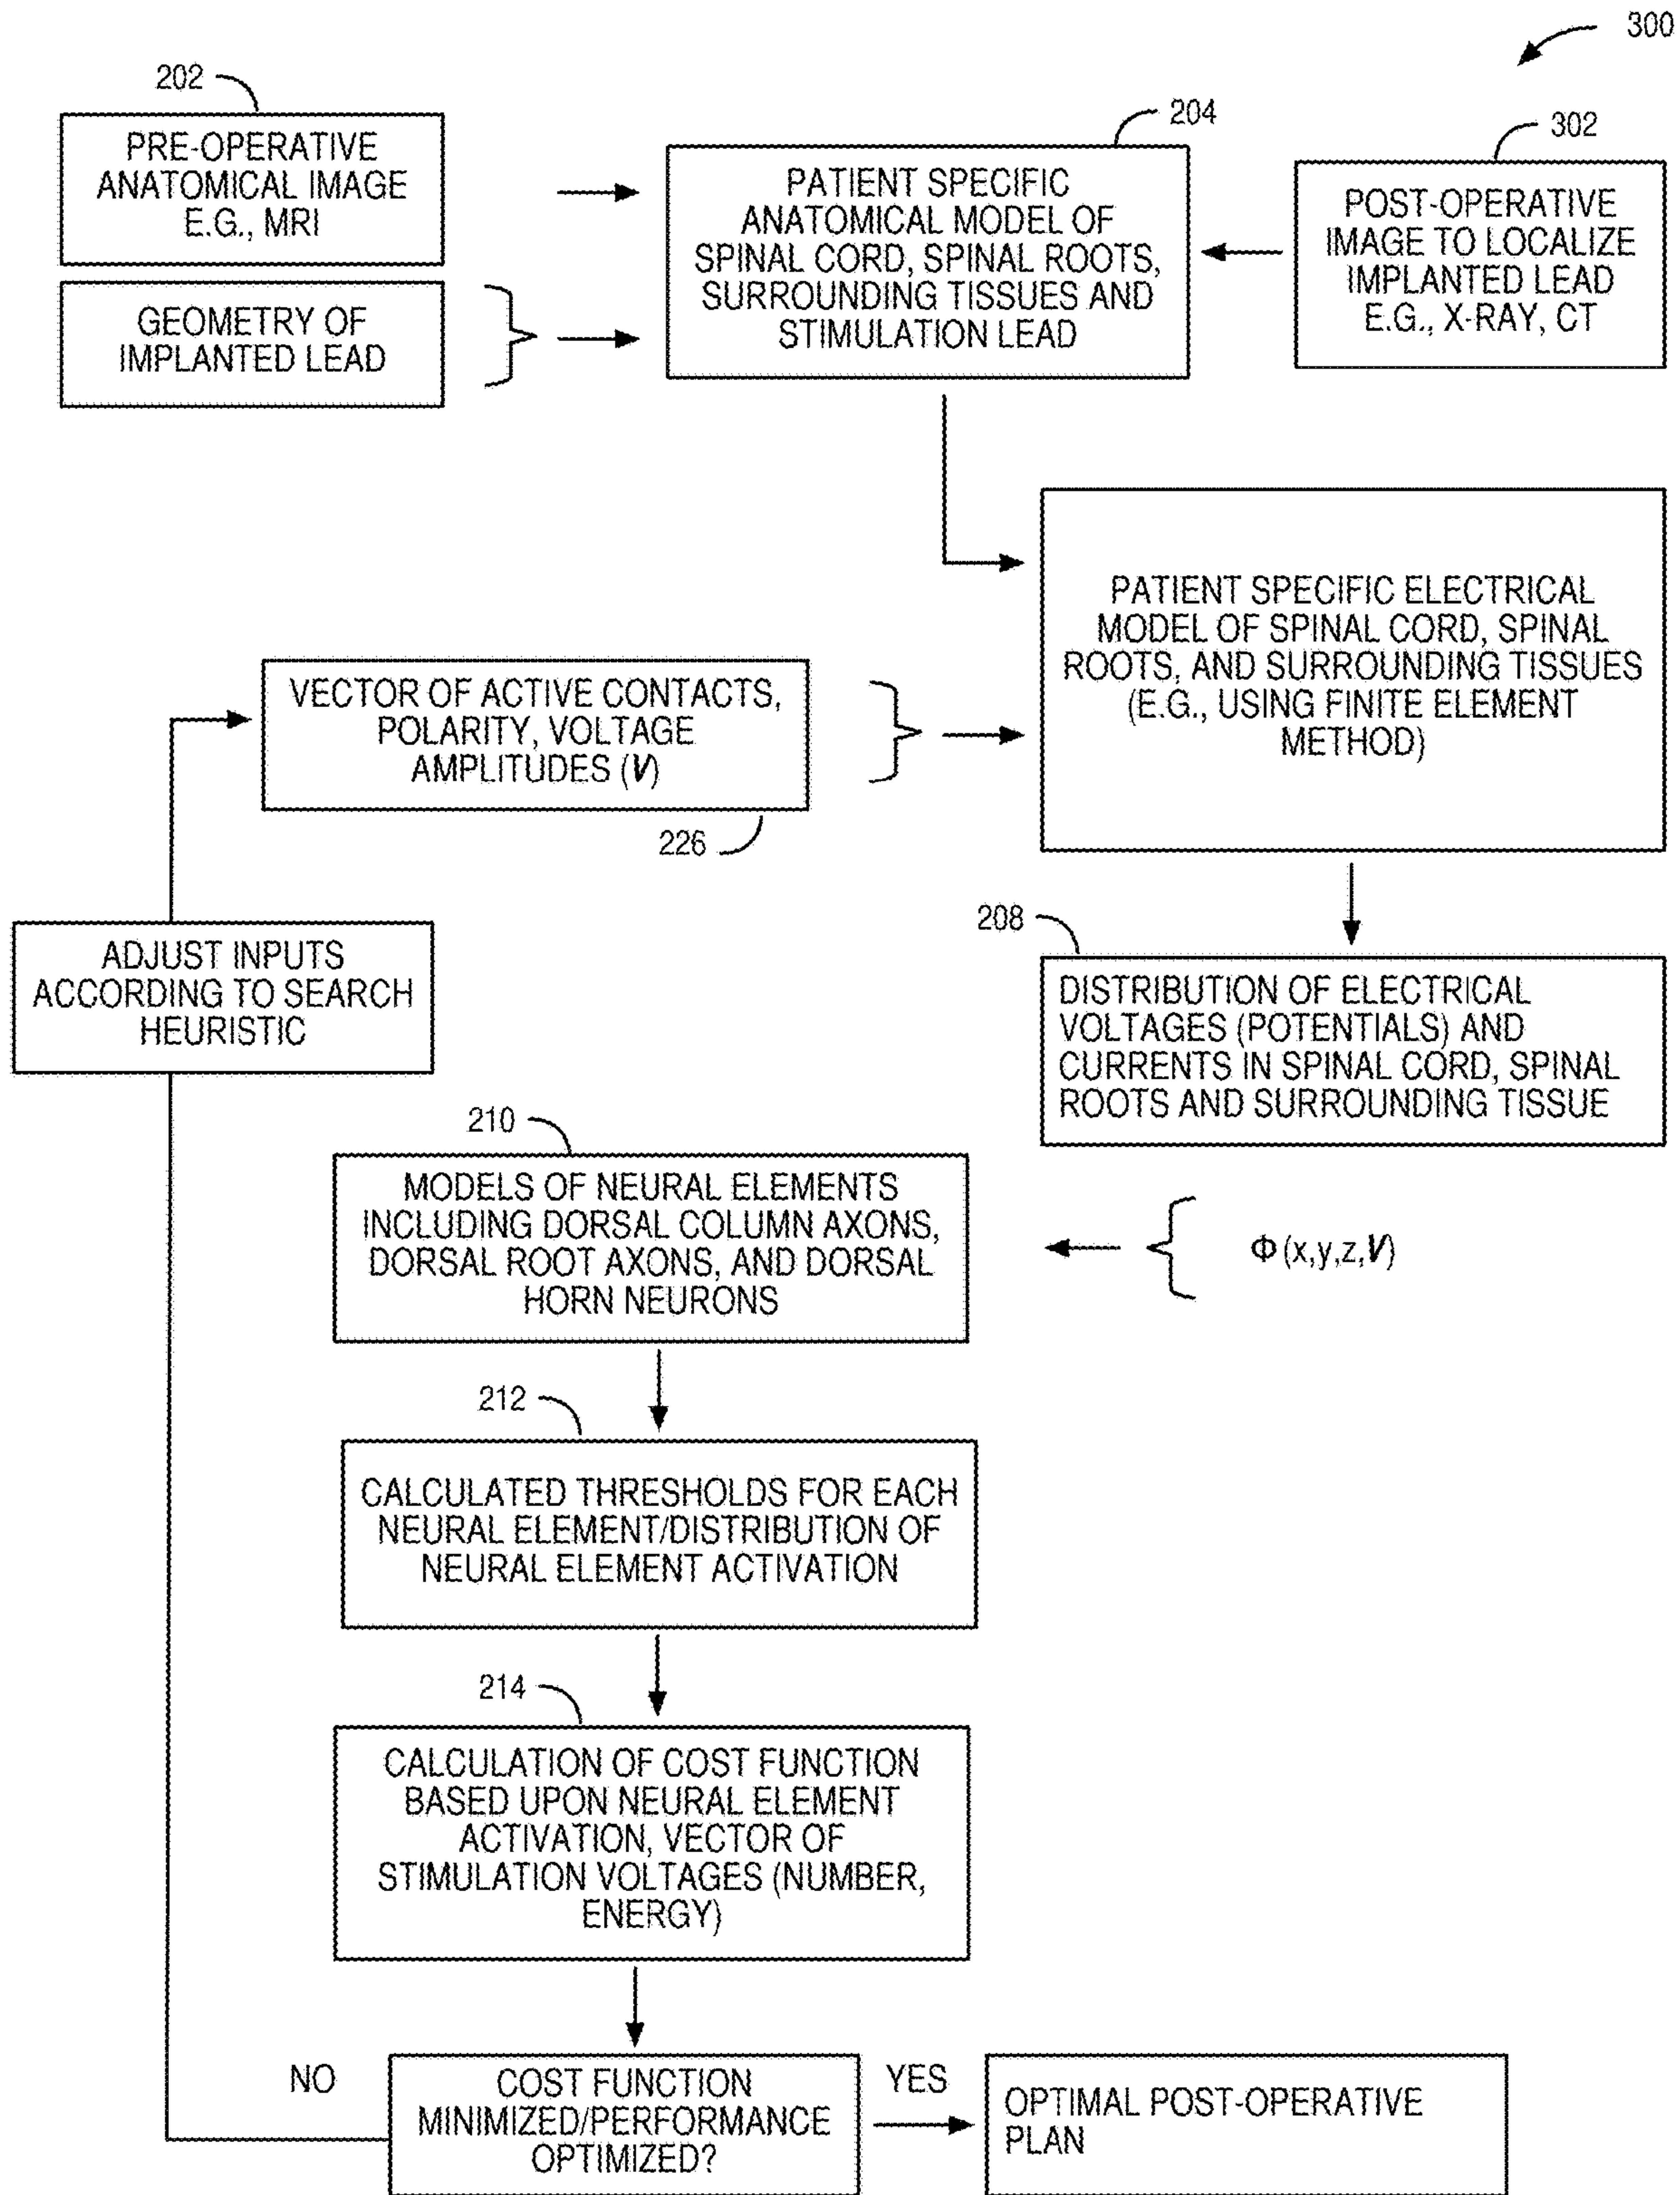 300
202
PRE-OPERATIVE
ANATOMICAL IMAGE
E.G., MRI
GEOMETRY OF
IMPLANTED LEAD
204
PATIENT SPECIFIC
ANATOMICAL MODEL OF
SPINAL CORD, SPINAL ROOTS,
SURROUNDING TISSUES AND
STIMULATION LEAD
302
POST-OPERATIVE
IMAGE TO LOCALIZE
IMPLANTED LEAD
E.G., X-RAY, CT
PATIENT SPECIFIC ELECTRICAL
MODEL OF SPINAL CORD, SPINAL
ROOTS, AND SURROUNDING TISSUES
(E.G., USING FINITE ELEMENT
METHOD)
VECTOR OF ACTIVE CONTACTS,
POLARITY, VOLTAGE
AMPLITUDES (V)
226
ADJUST INPUTS
ACCORDING TO SEARCH
HEURISTIC
208
DISTRIBUTION OF ELECTRICAL
VOLTAGES (POTENTIALS) AND
CURRENTS IN SPINAL CORD, SPINAL
ROOTS AND SURROUNDING TISSUE
210
MODELS OF NEURAL ELEMENTS
INCLUDING DORSAL COLUMN AXONS,
DORSAL ROOT AXONS, AND DORSAL
HORN NEURONS
Φ (x,y,z,V)
212
CALCULATED THRESHOLDS FOR EACH
NEURAL ELEMENT/DISTRIBUTION OF
NEURAL ELEMENT ACTIVATION
214
CALCULATION OF COST FUNCTION
BASED UPON NEURAL ELEMENT
ACTIVATION, VECTOR OF
STIMULATION VOLTAGES (NUMBER,
ENERGY)
NO
COST FUNCTION
MINIMIZED/PERFORMANCE
OPTIMIZED?
YES
OPTIMAL POST-OPERATIVE
PLAN